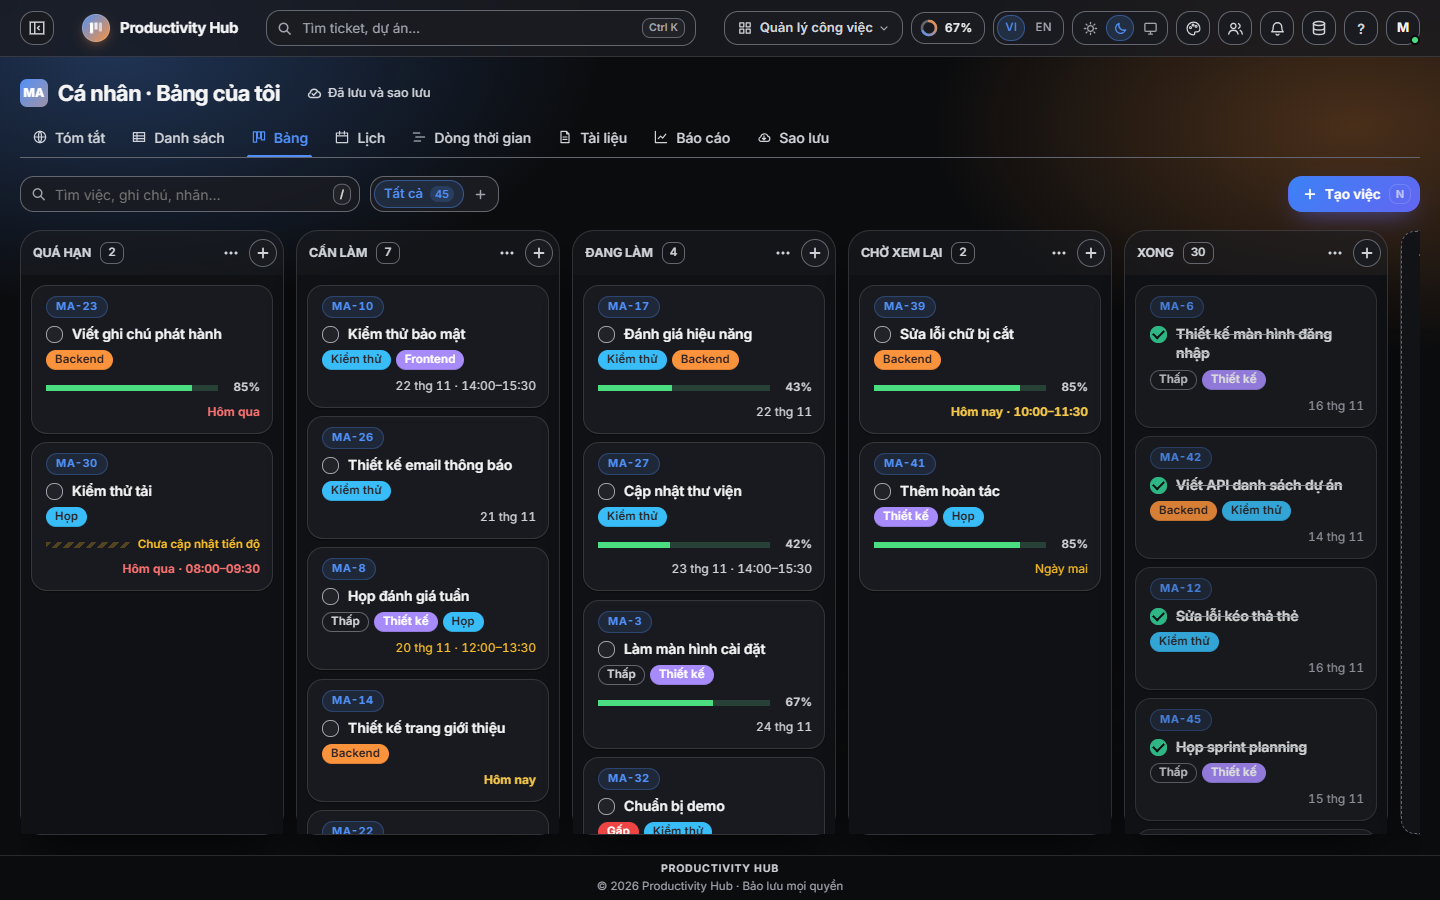 Productivity Hub
Tìm ticket, dự án...
Ctrl K
Quản lý công việc
67%
VI
EN
?
M
MA
Cá nhân · Bảng của tôi
Đã lưu và sao lưu
Tóm tắt
Danh sách
Bảng
Lịch
Dòng thời gian
Tài liệu
Báo cáo
Sao lưu
Tìm việc, ghi chú, nhãn...
/
Tất cả 45
+
+ Tạo việc N
QUÁ HẠN 2
MA-23
Viết ghi chú phát hành
Backend
85%
Hôm qua
MA-30
Kiểm thử tải
Họp
Chưa cập nhật tiến độ
Hôm qua · 08:00–09:30
CẦN LÀM 7
MA-10
Kiểm thử bảo mật
Kiểm thử Frontend
22 thg 11 · 14:00–15:30
MA-26
Thiết kế email thông báo
Kiểm thử
21 thg 11
MA-8
Họp đánh giá tuần
Thấp Thiết kế Họp
20 thg 11 · 12:00–13:30
MA-14
Thiết kế trang giới thiệu
Backend
Hôm nay
MA-22
ĐANG LÀM 4
MA-17
Đánh giá hiệu năng
Kiểm thử Backend
43%
22 thg 11
MA-27
Cập nhật thư viện
Kiểm thử
42%
23 thg 11 · 14:00–15:30
MA-3
Làm màn hình cài đặt
Thấp Thiết kế
67%
24 thg 11
MA-32
Chuẩn bị demo
Gấp Kiểm thử
CHỜ XEM LẠI 2
MA-39
Sửa lỗi chữ bị cắt
Backend
85%
Hôm nay · 10:00–11:30
MA-41
Thêm hoàn tác
Thiết kế Họp
85%
Ngày mai
XONG 30
MA-6
Thiết kế màn hình đăng
nhập
Thấp Thiết kế
16 thg 11
MA-42
Viết API danh sách dự án
Backend Kiểm thử
14 thg 11
MA-12
Sửa lỗi kéo thả thẻ
Kiểm thử
16 thg 11
MA-45
Họp sprint planning
Thấp Thiết kế
15 thg 11
PRODUCTIVITY HUB
© 2026 Productivity Hub · Bảo lưu mọi quyền